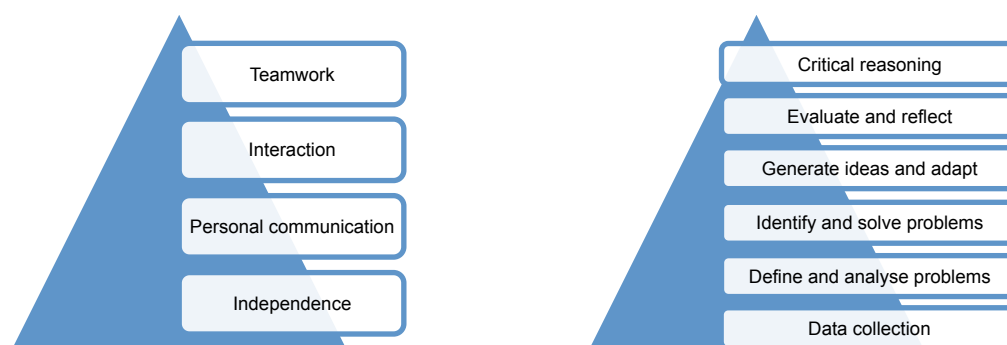 Teamwork
Interaction
Personal communication
Independence
Critical reasoning
Evaluate and reflect
Generate ideas and adapt
Identify and solve problems
Define and analyse problems
Data collection